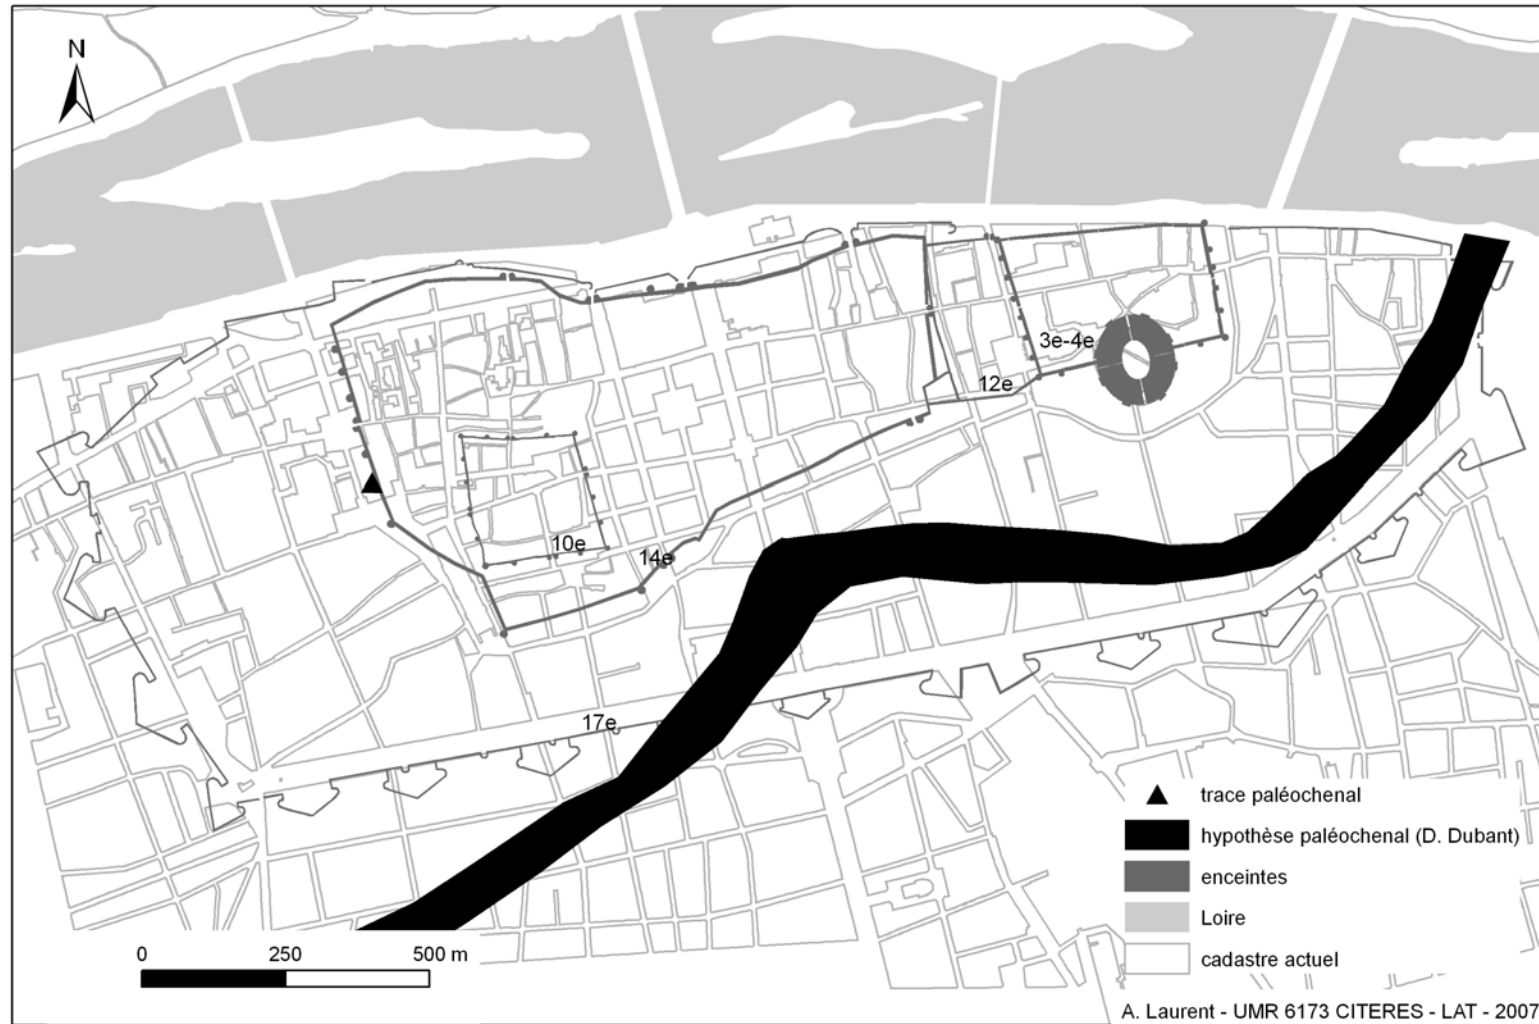 N
3e-4e
12e
10e
14e
17e
trace paléochenal
hypothèse paléochenal (D. Dubant)
enceintes
Loire
cadastre actuel
0 250 500 m
A. Laurent - UMR 6173 CITERES - LAT - 2007